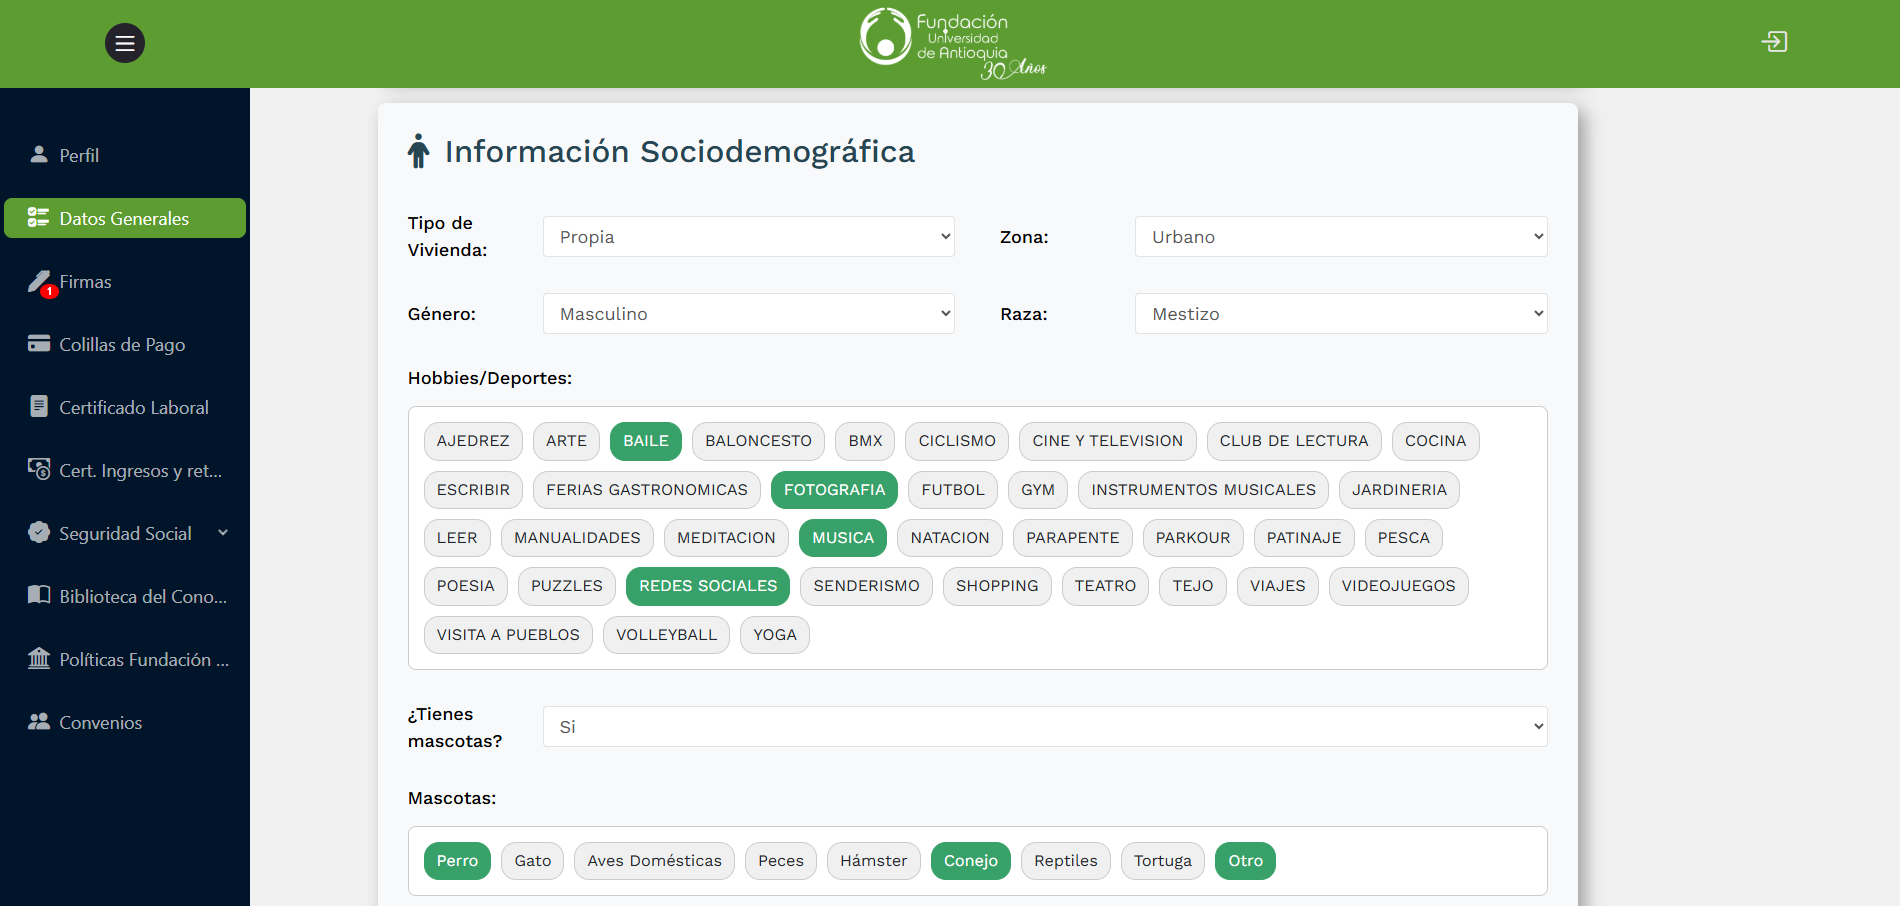 Fundación
Universidad
de Antioquia
30 Años
Perfil
Datos Generales
Firmas
1
Colillas de Pago
Certificado Laboral
Cert. Ingresos y ret...
Seguridad Social
Biblioteca del Cono...
Políticas Fundación ...
Convenios
Información Sociodemográfica
Tipo de Vivienda: Propia Zona: Urbano
Género: Masculino Raza: Mestizo
Hobbies/Deportes:
AJEDREZ ARTE BAILE BALONCESTO BMX CICLISMO CINE Y TELEVISION CLUB DE LECTURA COCINA
ESCRIBIR FERIAS GASTRONOMICAS FOTOGRAFIA FUTBOL GYM INSTRUMENTOS MUSICALES JARDINERIA
LEER MANUALIDADES MEDITACION MUSICA NATACION PARAPENTE PARKOUR PATINAJE PESCA
POESIA PUZZLES REDES SOCIALES SENDERISMO SHOPPING TEATRO TEJO VIAJES VIDEOJUEGOS
VISITA A PUEBLOS VOLLEYBALL YOGA
¿Tienes mascotas? Si
Mascotas:
Perro Gato Aves Domésticas Peces Hámster Conejo Reptiles Tortuga Otro